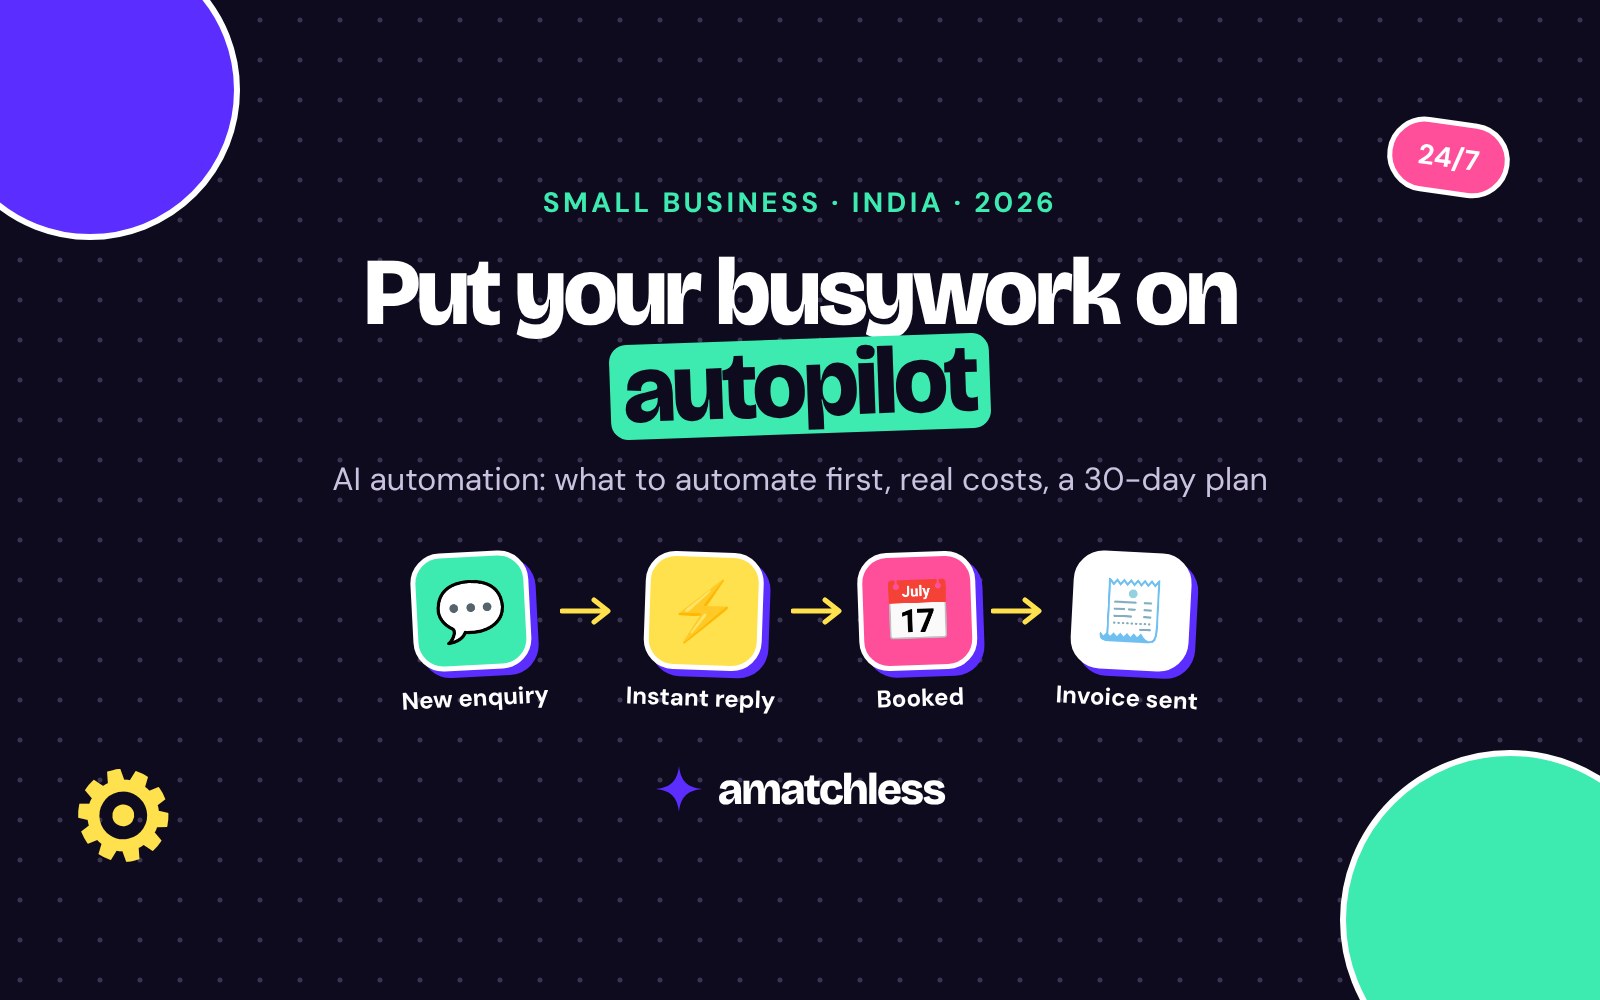 24/7
SMALL BUSINESS · INDIA · 2026
Put your busywork on
autopilot
AI automation: what to automate first, real costs, a 30-day plan
July
17
New enquiry
Instant reply
Booked
Invoice sent
amatchless